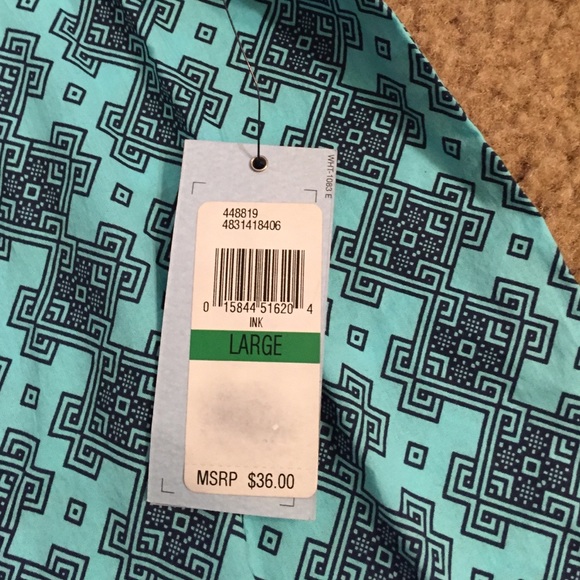 WHT-1083 E
448819
4831418406
0 15844 51620 4
INK
LARGE
MSRP $36.00